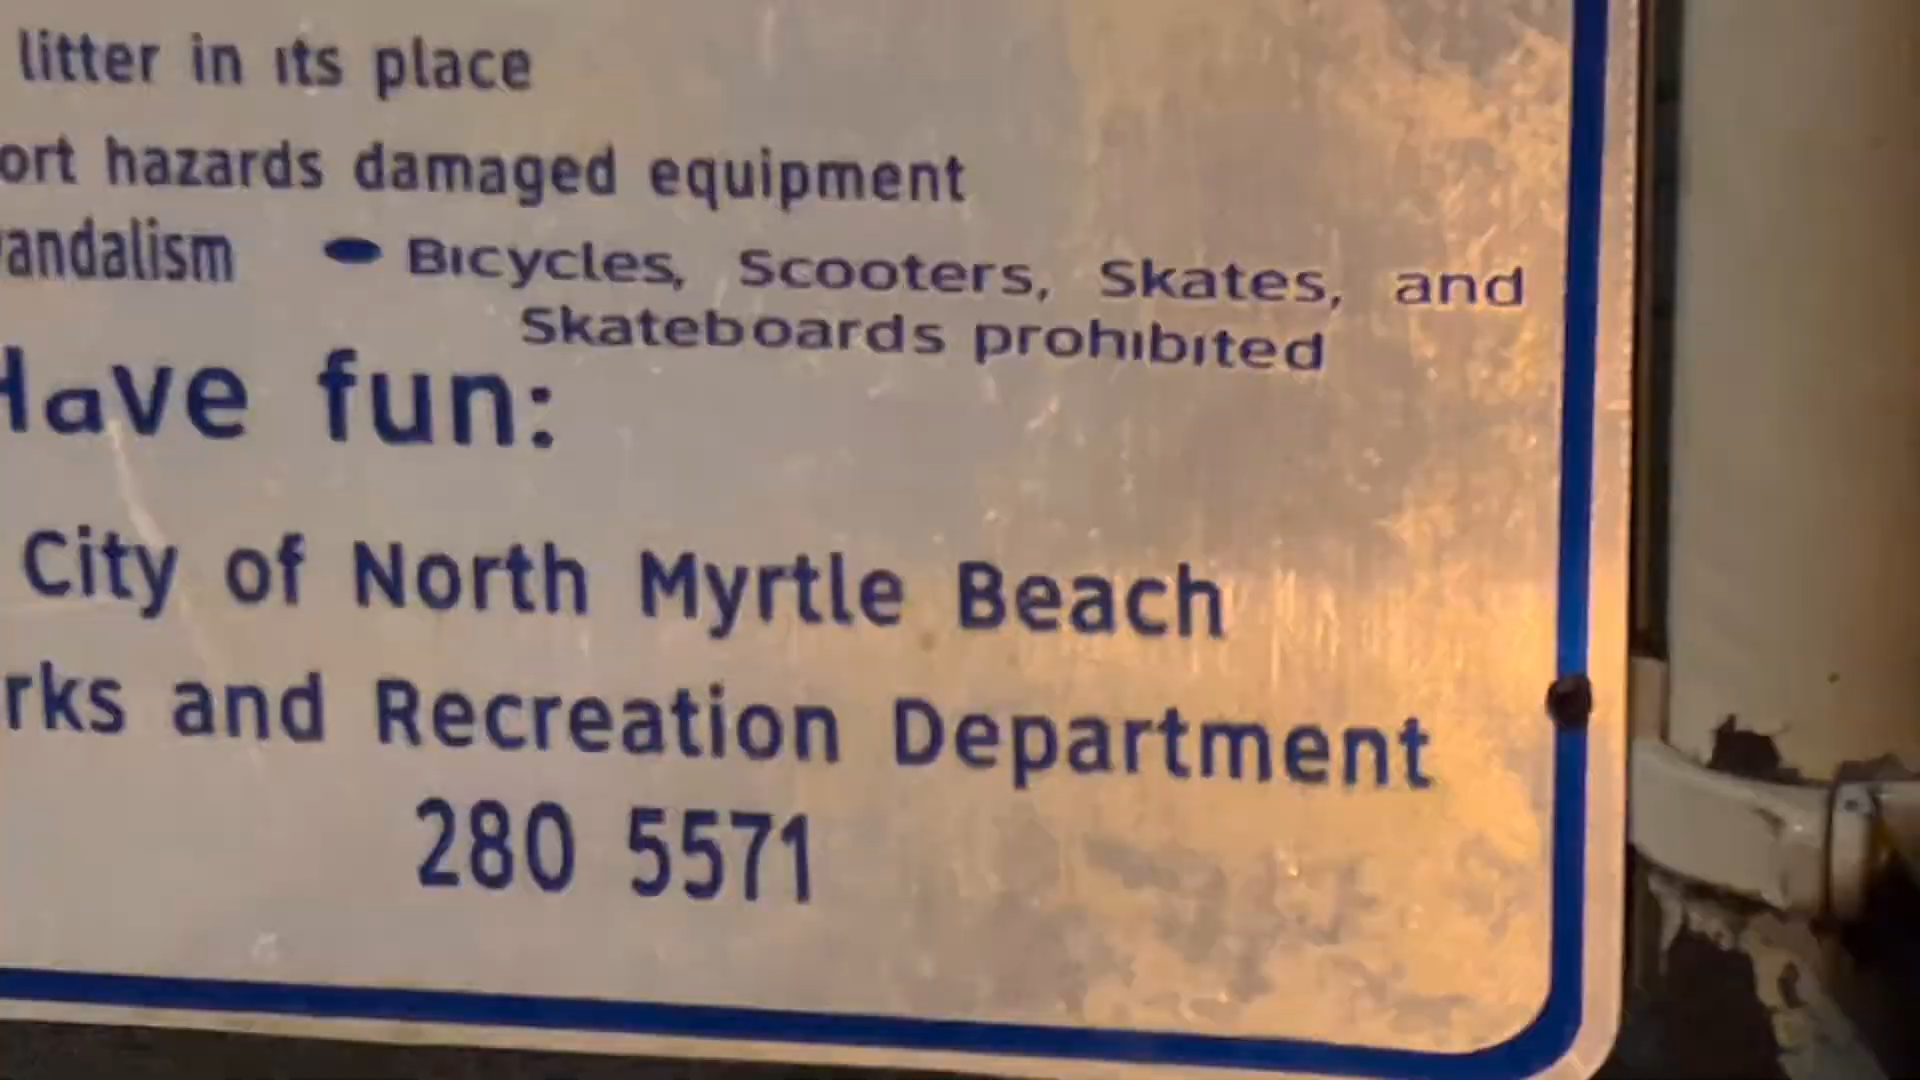 litter in its place
ort hazards damaged equipment
andalism • Bicycles, Scooters, Skates, and
Skateboards prohibited
Have fun:
City of North Myrtle Beach
rks and Recreation Department
280 5571